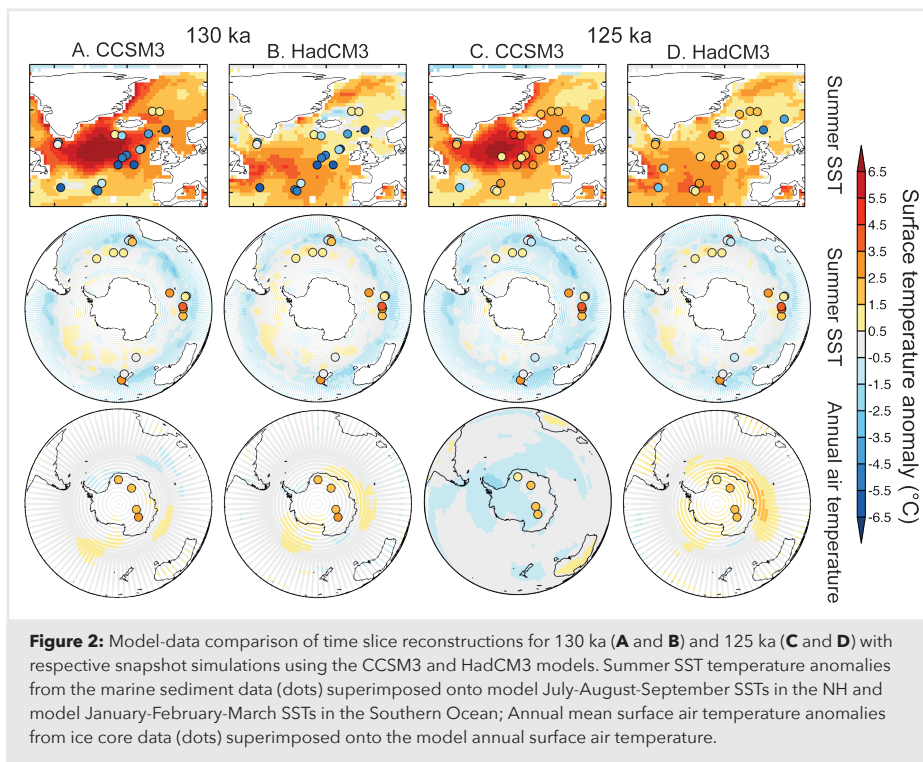 130 ka
125 ka
A. CCSM3
B. HadCM3
C. CCSM3
D. HadCM3
Summer SST
Summer SST
Annual air temperature
6.5
5.5
4.5
3.5
2.5
1.5
0.5
-0.5
-1.5
-2.5
-3.5
-4.5
-5.5
-6.5
Surface temperature anomaly (°C)
Figure 2: Model-data comparison of time slice reconstructions for 130 ka (A and B) and 125 ka (C and D) with
respective snapshot simulations using the CCSM3 and HadCM3 models. Summer SST temperature anomalies
from the marine sediment data (dots) superimposed onto model July-August-September SSTs in the NH and
model January-February-March SSTs in the Southern Ocean; Annual mean surface air temperature anomalies
from ice core data (dots) superimposed onto the model annual surface air temperature.